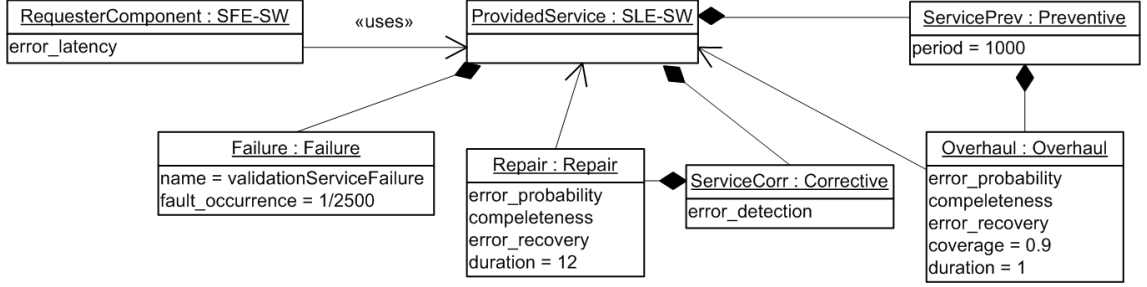 RequesterComponent : SFE-SW
error_latency
«uses»
ProvidedService : SLE-SW
ServicePrev : Preventive
period = 1000
Failure : Failure
name = validationServiceFailure
fault_occurrence = 1/2500
Repair : Repair
error_probability
compeleteness
error_recovery
duration = 12
ServiceCorr : Corrective
error_detection
Overhaul : Overhaul
error_probability
compeleteness
error_recovery
coverage = 0.9
duration = 1